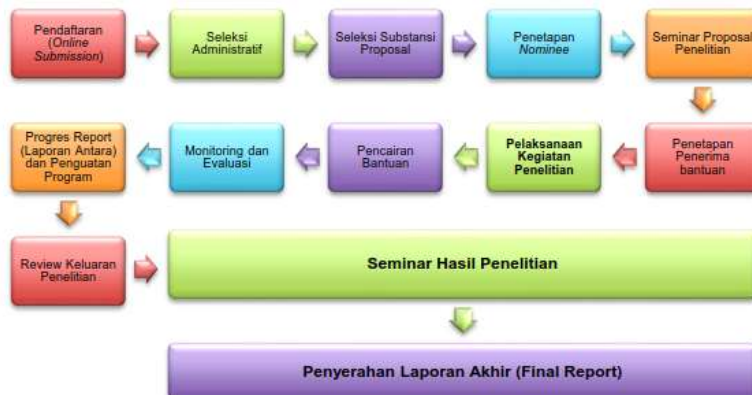 Pendaftaran
(Online
Submission)
Seleksi
Administratif
Seleksi Substansi
Proposal
Penetapan
Nominee
Seminar Proposal
Penelitian
Penetapan
Penerima
bantuan
Pelaksanaan
Kegiatan
Penelitian
Pencairan
Bantuan
Monitoring dan
Evaluasi
Progres Report
(Laporan Antara)
dan Penguatan
Program
Review Keluaran
Penelitian
Seminar Hasil Penelitian
Penyerahan Laporan Akhir (Final Report)